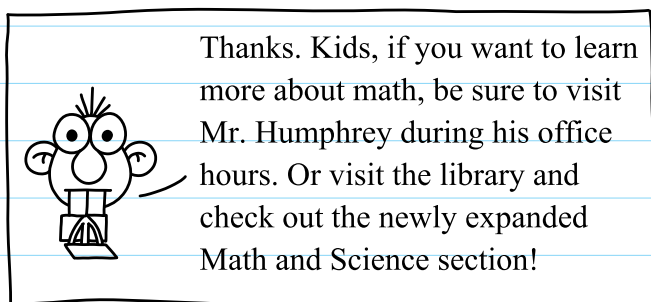 Thanks. Kids, if you want to learn
more about math, be sure to visit
Mr. Humphrey during his office
hours. Or visit the library and
check out the newly expanded
Math and Science section!